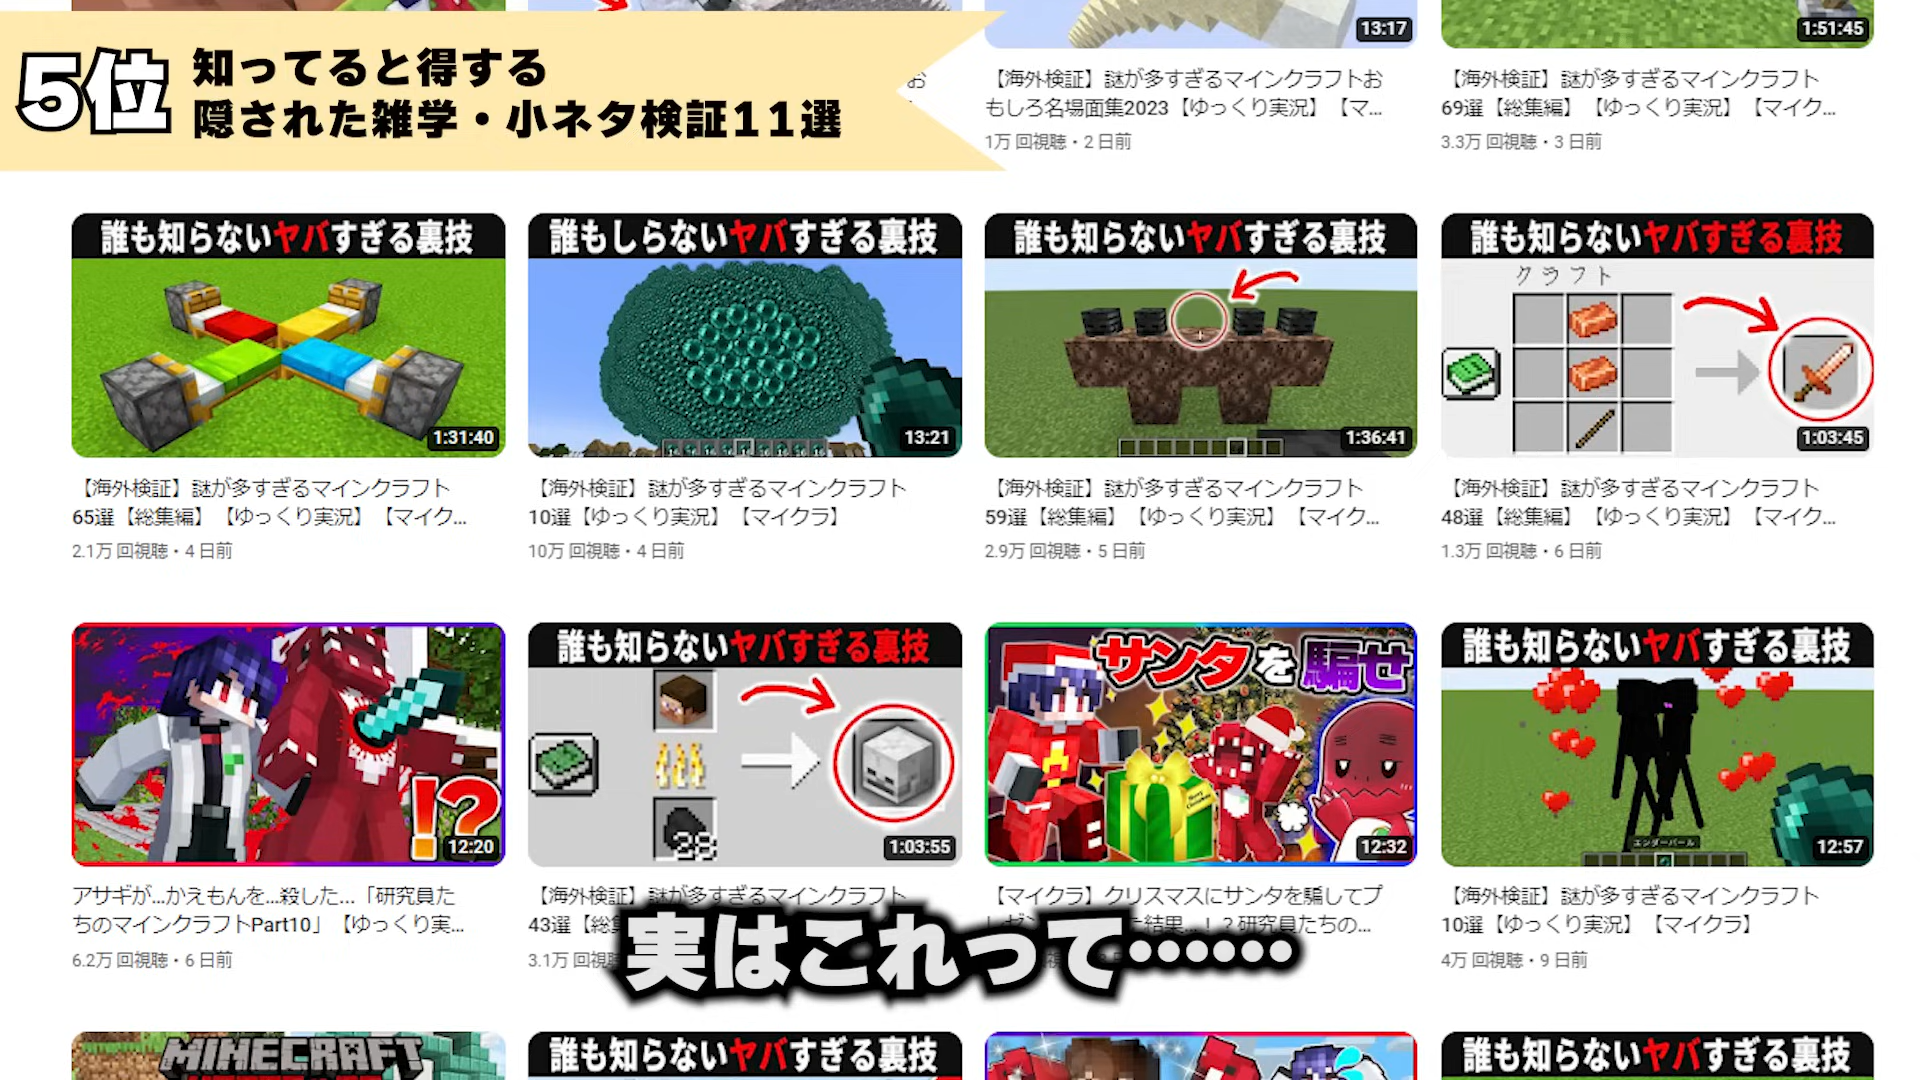 5位
知ってると得する
隠された雑学・小ネタ検証11選
お
13:17
1:51:45
【海外検証】謎が多すぎるマインクラフトお
もしろ名場面集2023【ゆっくり実況】【マ...
1万 回視聴・2 日前
【海外検証】謎が多すぎるマインクラフト
69選【総集編】【ゆっくり実況】【マイク...
3.3万 回視聴・3 日前
誰も知らないヤバすぎる裏技
1:31:40
誰もしらないヤバすぎる裏技
13:21
誰も知らないヤバすぎる裏技
1:36:41
誰も知らないヤバすぎる裏技
クラフト
1:03:45
【海外検証】謎が多すぎるマインクラフト
65選【総集編】【ゆっくり実況】【マイク...
2.1万 回視聴・4 日前
【海外検証】謎が多すぎるマインクラフト
10選【ゆっくり実況】【マイクラ】
10万 回視聴・4 日前
【海外検証】謎が多すぎるマインクラフト
59選【総集編】【ゆっくり実況】【マイク...
2.9万 回視聴・5 日前
【海外検証】謎が多すぎるマインクラフト
48選【総集編】【ゆっくり実況】【マイク...
1.3万 回視聴・6 日前
!?
12:20
誰も知らないヤバすぎる裏技
28
1:03:55
サンタを騙せ
12:32
誰も知らないヤバすぎる裏技
エンダーパール
12:57
アサギが...かえもんを...殺した...「研究員た
ちのマインクラフトPart10」【ゆっくり実...
6.2万 回視聴・6 日前
【海外検証】謎が多すぎるマインクラフト
43選【総
3.1万 回視
【マイクラ】クリスマスにサンタを騙してプ
結果...！？研究員たちの...
【海外検証】謎が多すぎるマインクラフト
10選【ゆっくり実況】【マイクラ】
4万 回視聴・9 日前
実はこれって……
MINECRAFT
誰も知らないヤバすぎる裏技
誰も知らないヤバすぎる裏技